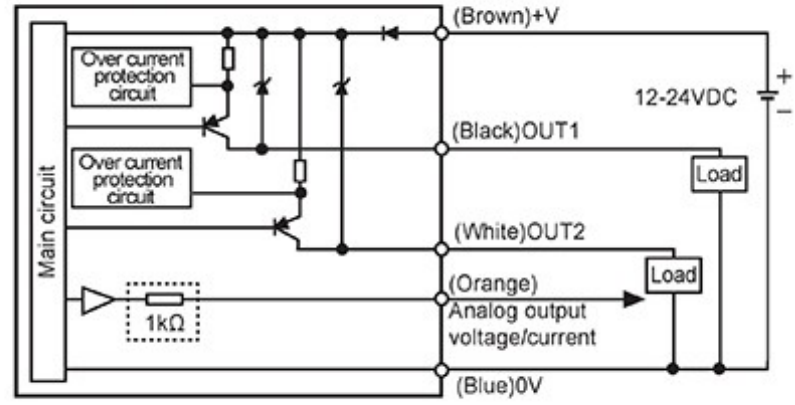 (Brown)+V
Over current
protection
circuit
12-24VDC
+
−
(Black)OUT1
Over current
protection
circuit
Load
Main circuit
(White)OUT2
Load
(Orange)
Analog output
voltage/current
1kΩ
(Blue)0V